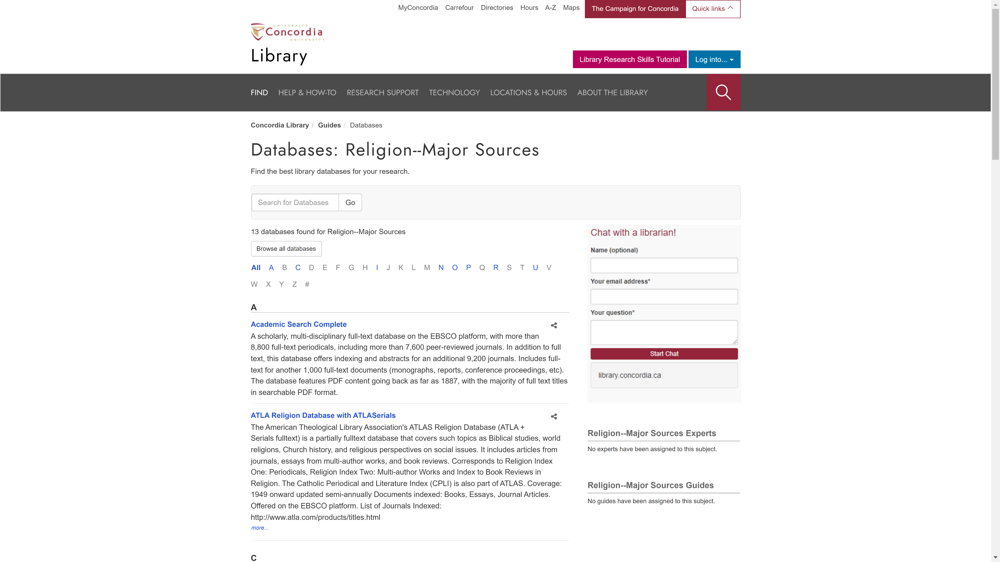 MyConcordia Carrefour Directories Hours A-Z Maps The Campaign for Concordia Quick links
UNIVERSITÉ
Concordia
UNIVERSITY
Library
Library Research Skills Tutorial Log into...
FIND HELP & HOW-TO RESEARCH SUPPORT TECHNOLOGY LOCATIONS & HOURS ABOUT THE LIBRARY
Concordia Library / Guides / Databases
Databases: Religion--Major Sources
Find the best library databases for your research.
Search for Databases Go
13 databases found for Religion--Major Sources
Browse all databases
All A B C D E F G H I J K L M N O P Q R S T U V
W X Y Z #
A
Academic Search Complete
A scholarly, multi-disciplinary full-text database on the EBSCO platform, with more than
8,800 full-text periodicals, including more than 7,600 peer-reviewed journals. In addition to full
text, this database offers indexing and abstracts for an additional 9,200 journals. Includes full-
text for another 1,000 full-text documents (monographs, reports, conference proceedings, etc).
The database features PDF content going back as far as 1887, with the majority of full text titles
in searchable PDF format.
ATLA Religion Database with ATLASerials
The American Theological Library Association's ATLAS Religion Database (ATLA +
Serials fulltext) is a partially fulltext database that covers such topics as Biblical studies, world
religions, Church history, and religious perspectives on social issues. It includes articles from
journals, essays from multi-author works, and book reviews. Corresponds to Religion Index
One: Periodicals, Religion Index Two: Multi-author Works and Index to Book Reviews in
Religion. The Catholic Periodical and Literature Index (CPLI) is also part of ATLAS. Coverage:
1949 onward updated semi-annually Documents indexed: Books, Essays, Journal Articles.
Offered on the EBSCO platform. List of Journals Indexed:
http://www.atla.com/products/titles.html
more...
C
Chat with a librarian!
Name (optional)
Your email address*
Your question*
Start Chat
library.concordia.ca
Religion--Major Sources Experts
No experts have been assigned to this subject.
Religion--Major Sources Guides
No guides have been assigned to this subject.